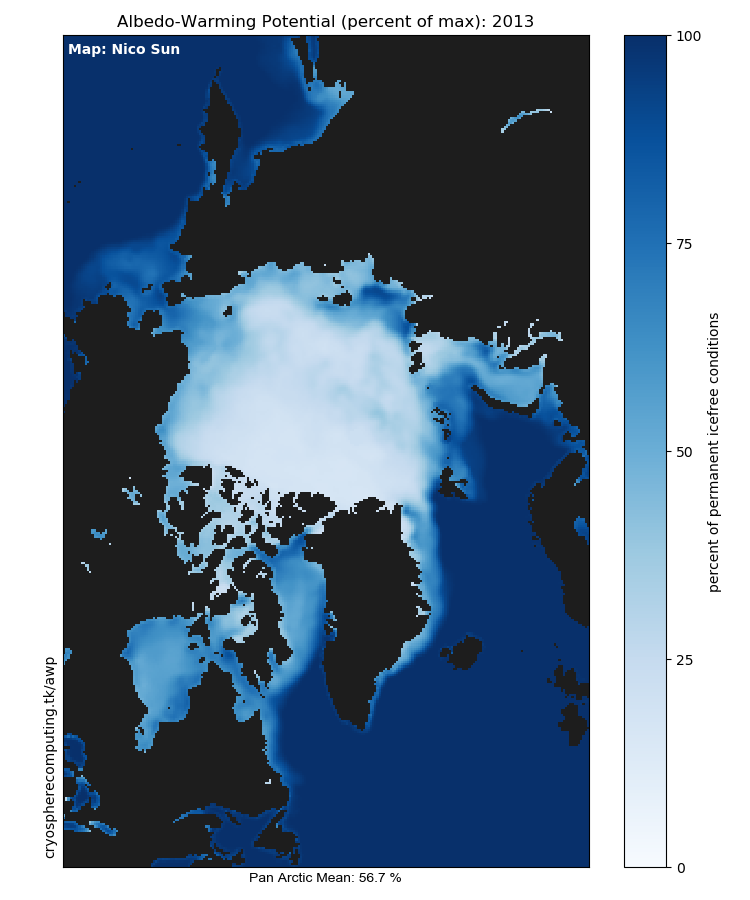 Albedo-Warming Potential (percent of max): 2013
Map: Nico Sun
100
75
50
25
0
percent of permanent icefree conditions
cryospherecomputing.tk/awp
Pan Arctic Mean: 56.7 %